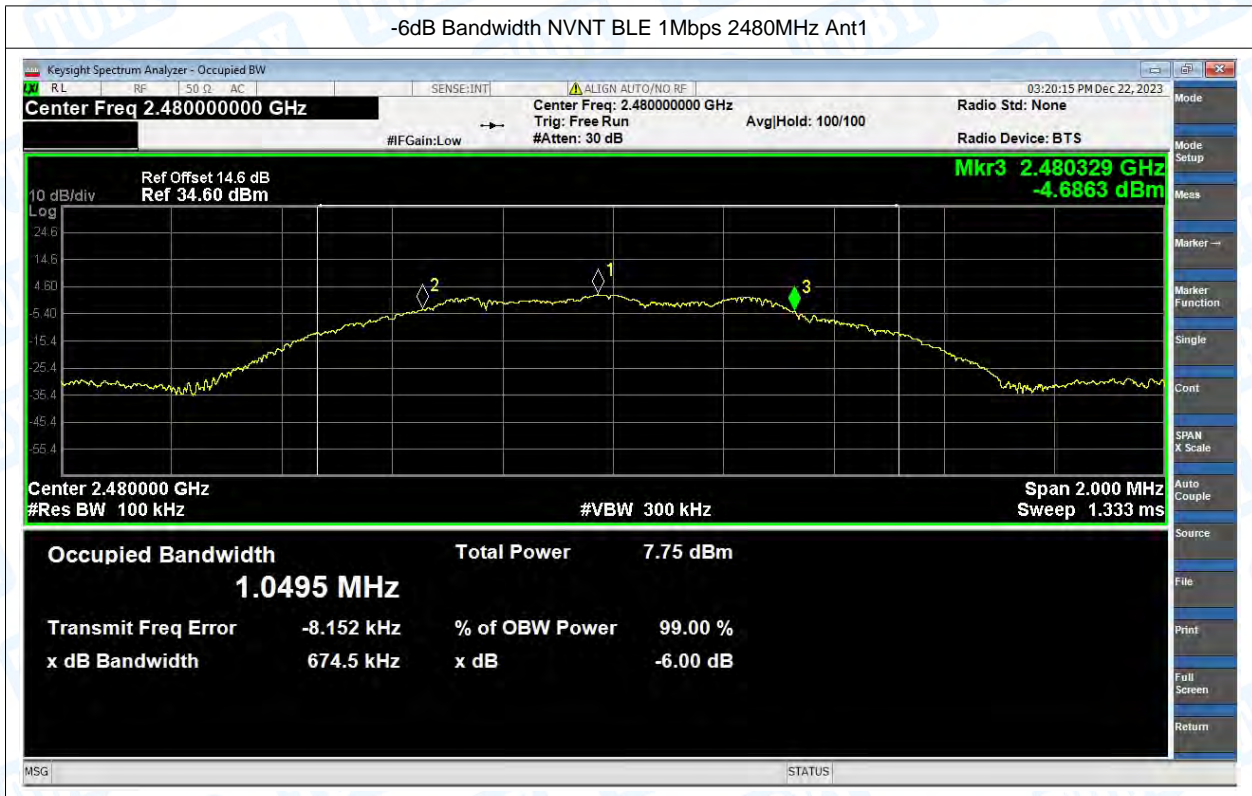 -6dB Bandwidth NVNT BLE 1Mbps 2480MHz Ant1
Keysight Spectrum Analyzer - Occupied BW
LXI RL RF 50 Ω AC SENSE:INT ALIGN AUTO/NO RF 03:20:15 PM Dec 22, 2023
Center Freq 2.480000000 GHz
Center Freq: 2.480000000 GHz
Radio Std: None
Trig: Free Run Avg|Hold: 100/100
#IFGain:Low #Atten: 30 dB Radio Device: BTS
Ref Offset 14.6 dB Mkr3 2.480329 GHz
10 dB/div Ref 34.60 dBm -4.6863 dBm
Log
24.6
14.6
4.60
-5.40
-15.4
-25.4
-35.4
-45.4
-55.4
1
2
3
Center 2.480000 GHz Span 2.000 MHz
#Res BW 100 kHz #VBW 300 kHz Sweep 1.333 ms
Occupied Bandwidth Total Power 7.75 dBm
1.0495 MHz
Transmit Freq Error -8.152 kHz % of OBW Power 99.00 %
x dB Bandwidth 674.5 kHz x dB -6.00 dB
MSG STATUS
Mode
Mode
Setup
Meas
Marker →
Marker
Function
Single
Cont
SPAN
X Scale
Auto
Couple
Source
File
Print
Full
Screen
Return
TOBY